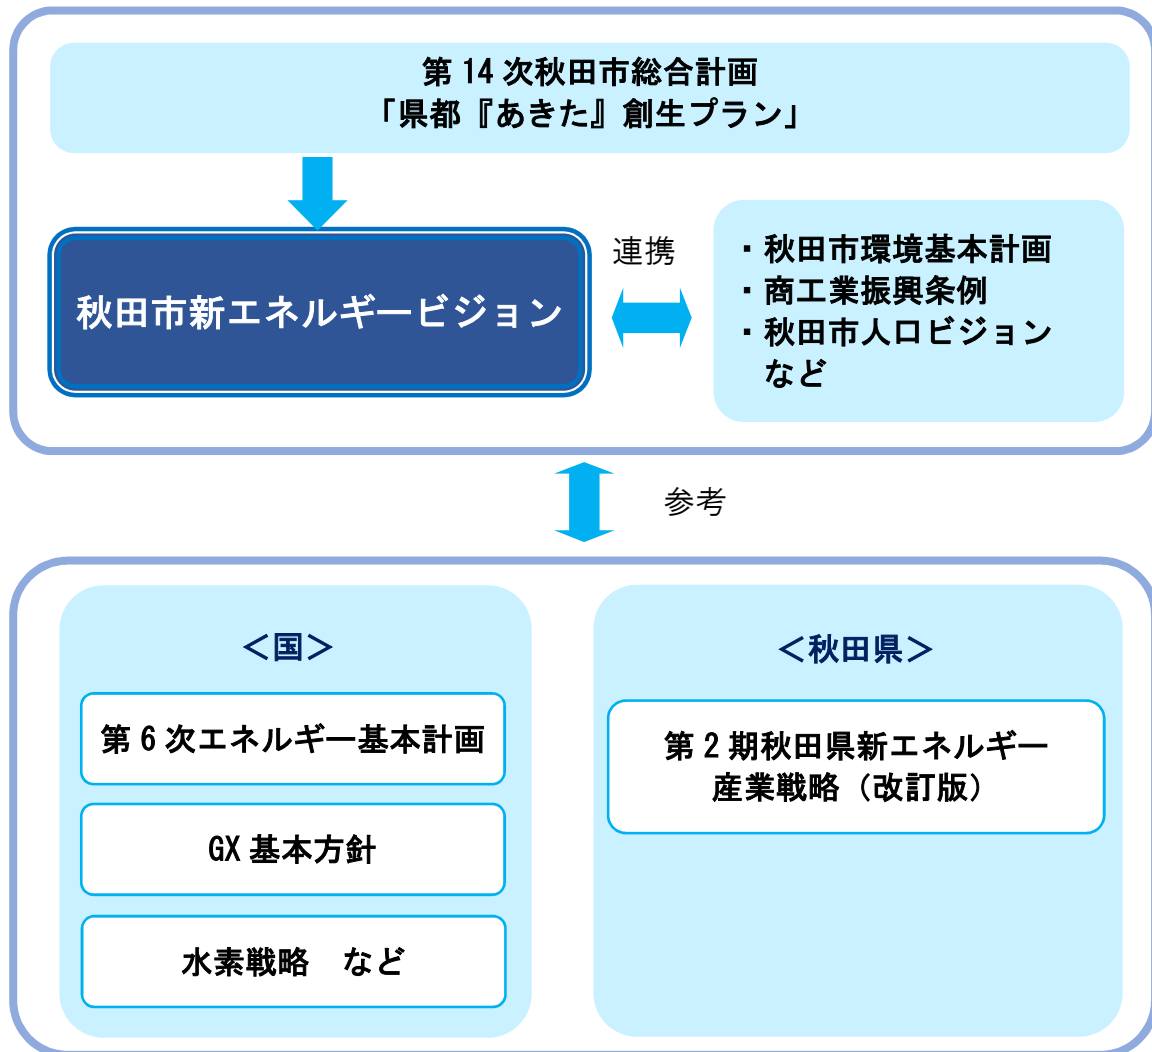 第 14 次秋田市総合計画
「県都『あきた』創生プラン」
秋田市新エネルギービジョン
連携
・秋田市環境基本計画
・商工業振興条例
・秋田市人口ビジョン
など
参考
＜国＞
第 6 次エネルギー基本計画
GX 基本方針
水素戦略　など
＜秋田県＞
第 2 期秋田県新エネルギー
産業戦略（改訂版）